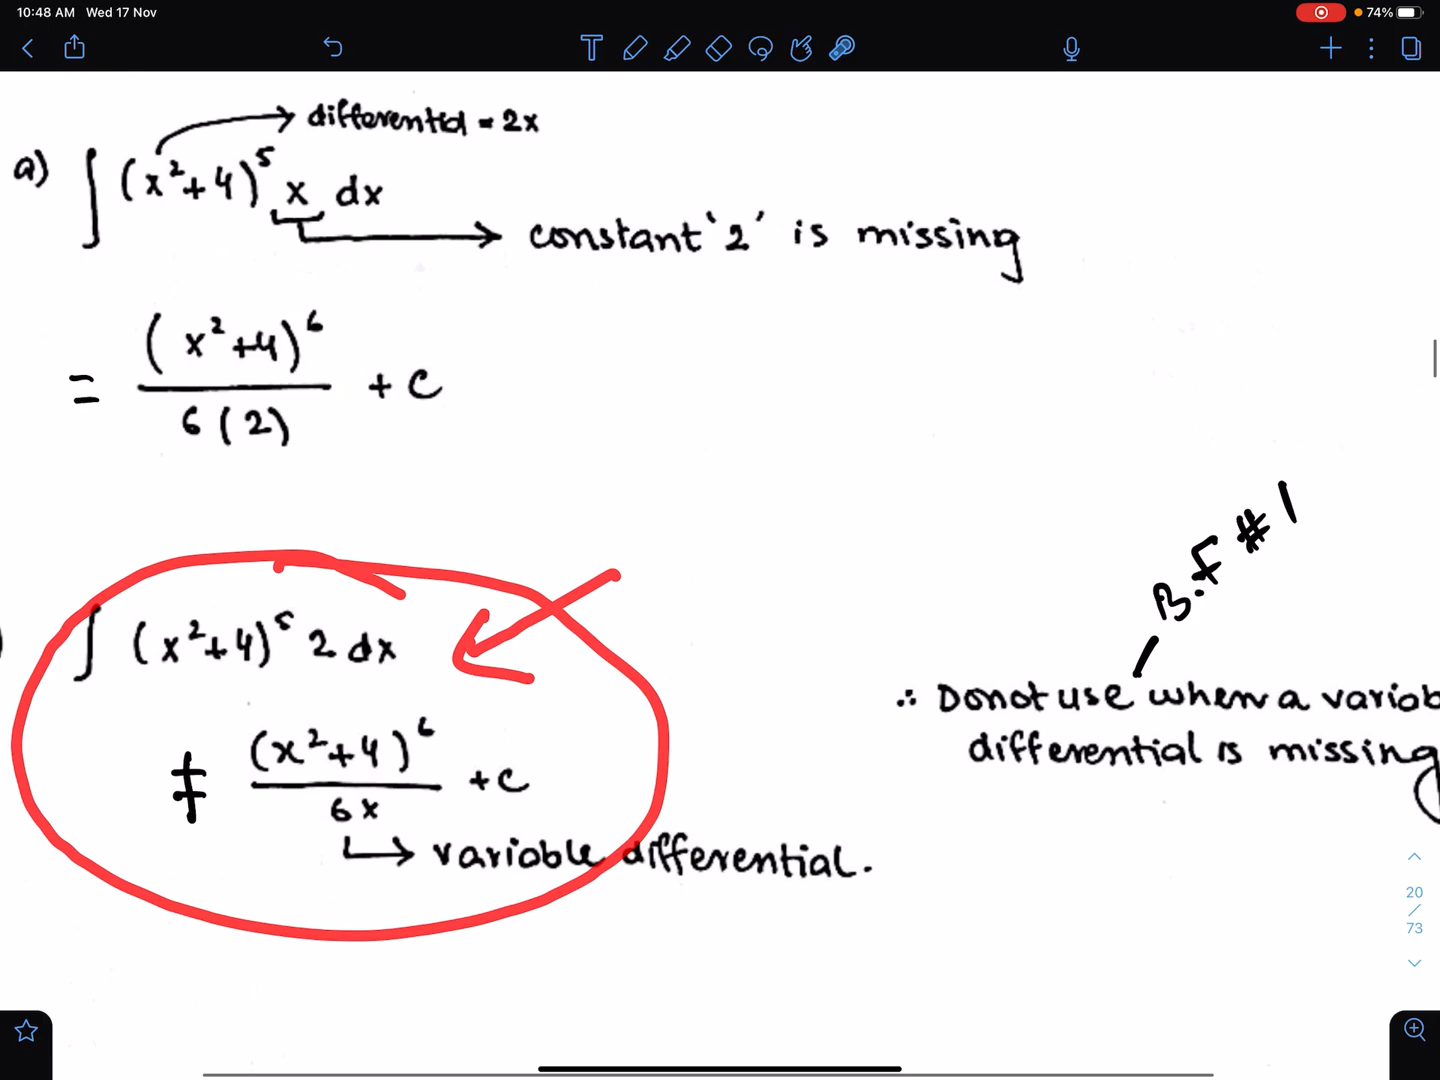 10:48 AM Wed 17 Nov
74%
differential = 2x
a) ∫ (x²+4)⁵ x dx
constant '2' is missing
= (x²+4)⁶ / 6(2) + c
B.F #1
) ∫ (x²+4)⁵ 2 dx
∴ Do not use when a variab
differential is missing
≠ (x²+4)⁶ / 6x + c
variable differential.
20
/
73